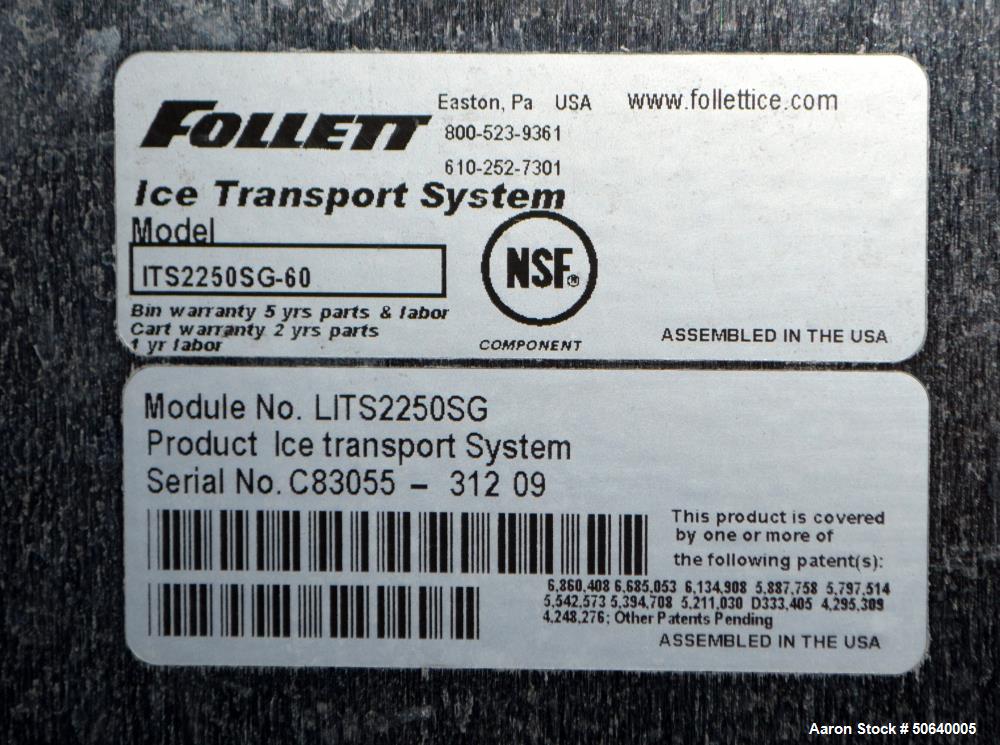 FOLLETT
Easton, Pa USA www.follettice.com
800-523-9361
610-252-7301
Ice Transport System
Model
ITS2250SG-60
NSF®
Bin warranty 5 yrs parts & labor
Cart warranty 2 yrs parts
1 yr labor
COMPONENT
ASSEMBLED IN THE USA
Module No. LITS2250SG
Product Ice transport System
Serial No. C83055 – 312 09
This product is covered
by one or more of
the following patent(s):
6,860,408 6,685,053 6,134,908 5,887,758 5,797,514
5,542,573 5,394,708 5,211,030 D333,405 4,295,309
4,248,276; Other Patents Pending
ASSEMBLED IN THE USA
Aaron Stock # 50640005